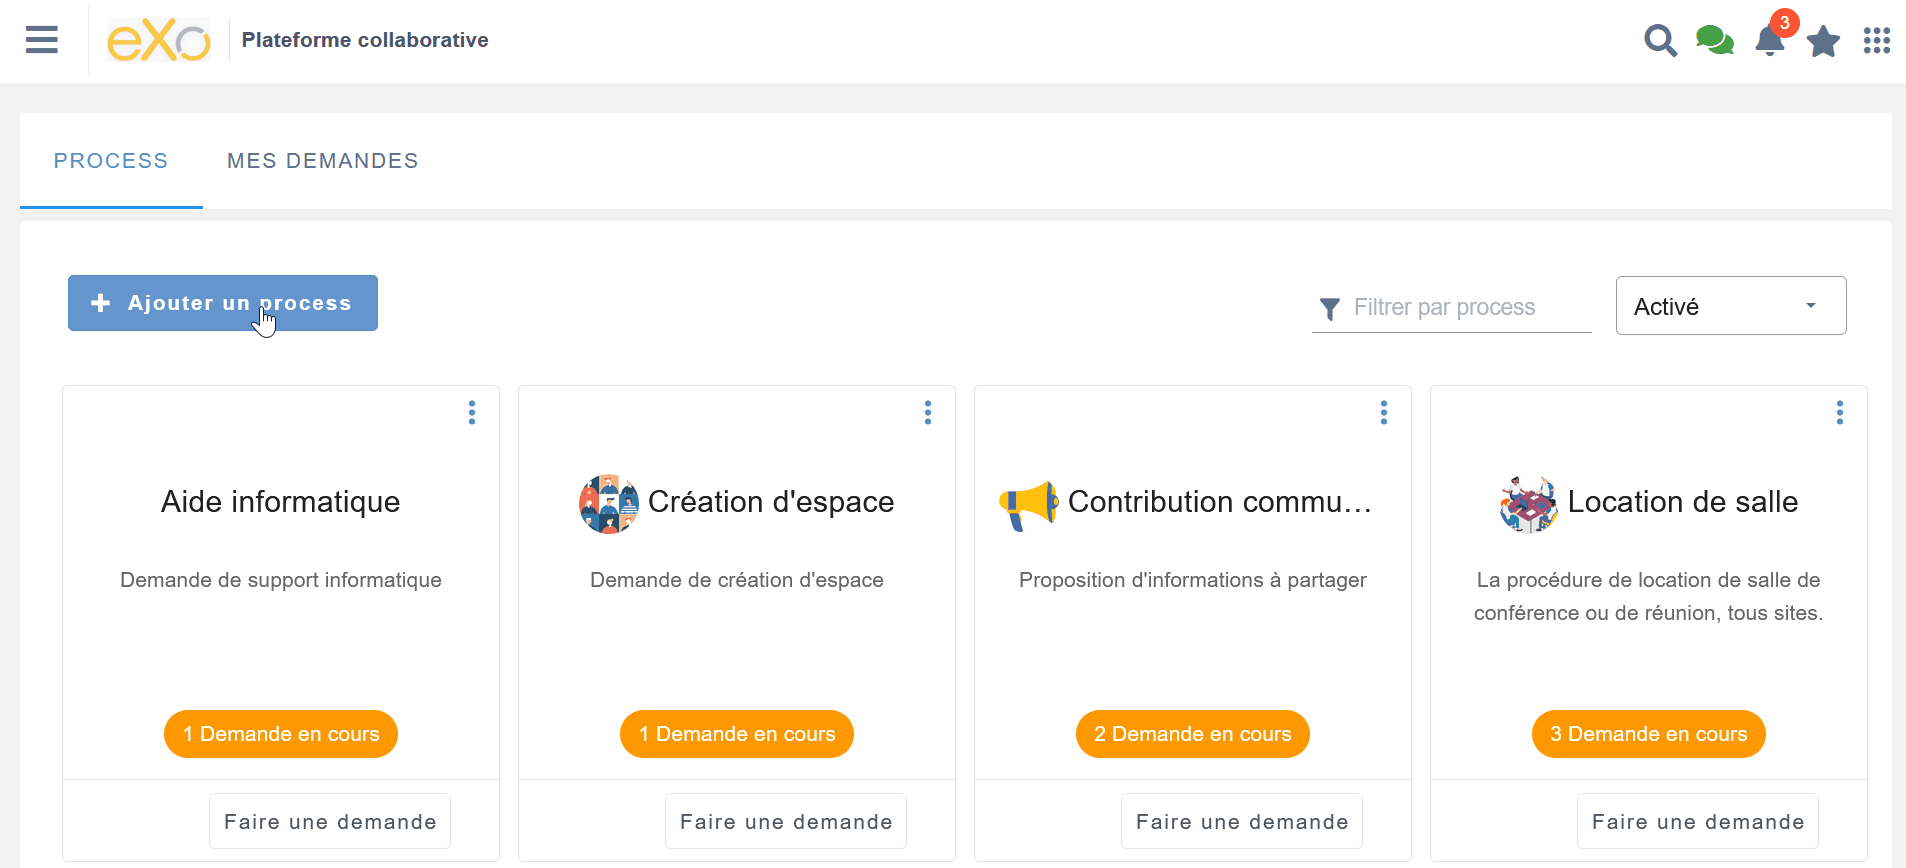 eXo
Plateforme collaborative
3
PROCESS
MES DEMANDES
Ajouter un process
Filtrer par process
Activé
Aide informatique
Demande de support informatique
1 Demande en cours
Faire une demande
Création d'espace
Demande de création d'espace
1 Demande en cours
Faire une demande
Contribution commu...
Proposition d'informations à partager
2 Demande en cours
Faire une demande
Location de salle
La procédure de location de salle de
conférence ou de réunion, tous sites.
3 Demande en cours
Faire une demande